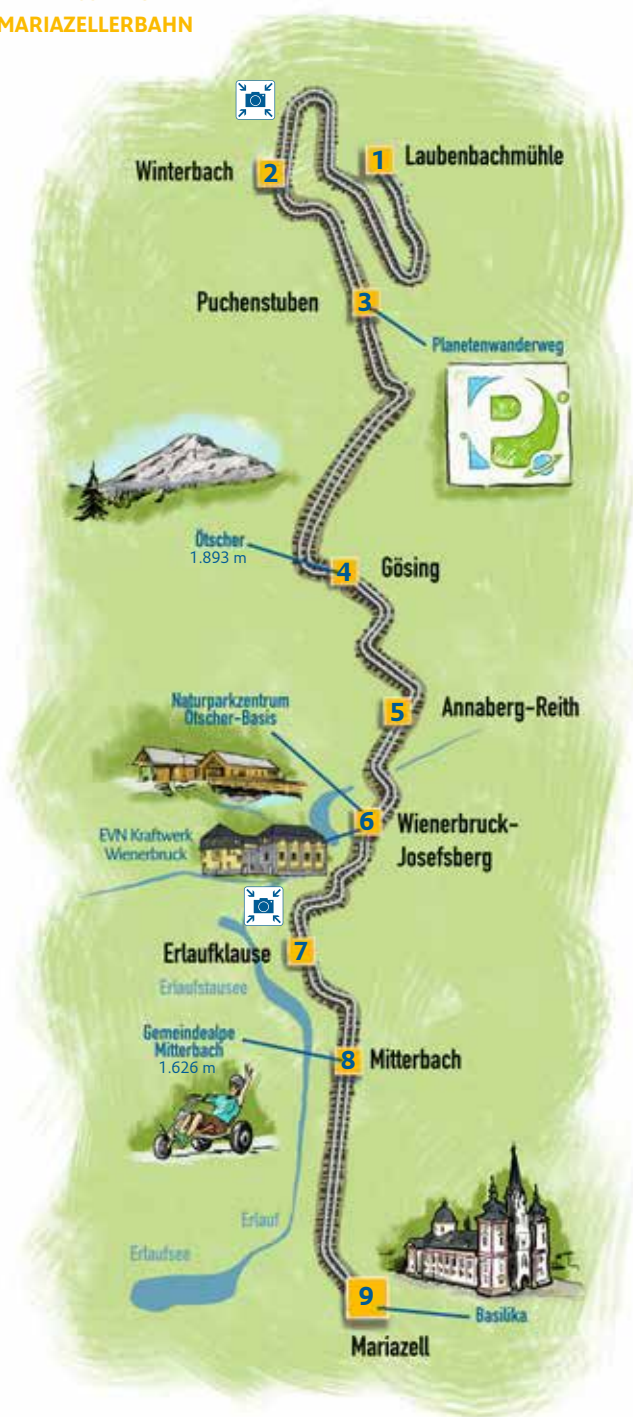 MARIAZELLERBAHN
1
Laubenbachmühle
Winterbach
2
Puchenstuben
3
Planetenwanderweg
P
Ötscher
1.893 m
4
Gösing
Naturparkzentrum
Ötscher-Basis
5
Annaberg-Reith
EVN Kraftwerk
Wienerbruck
6
Wienerbruck-
Josefsberg
Erlaufklause
7
Erlaufstausee
Gemeindealpe
Mitterbach
1.626 m
8
Mitterbach
Erlauf
Erlaufsee
9
Basilika
Mariazell